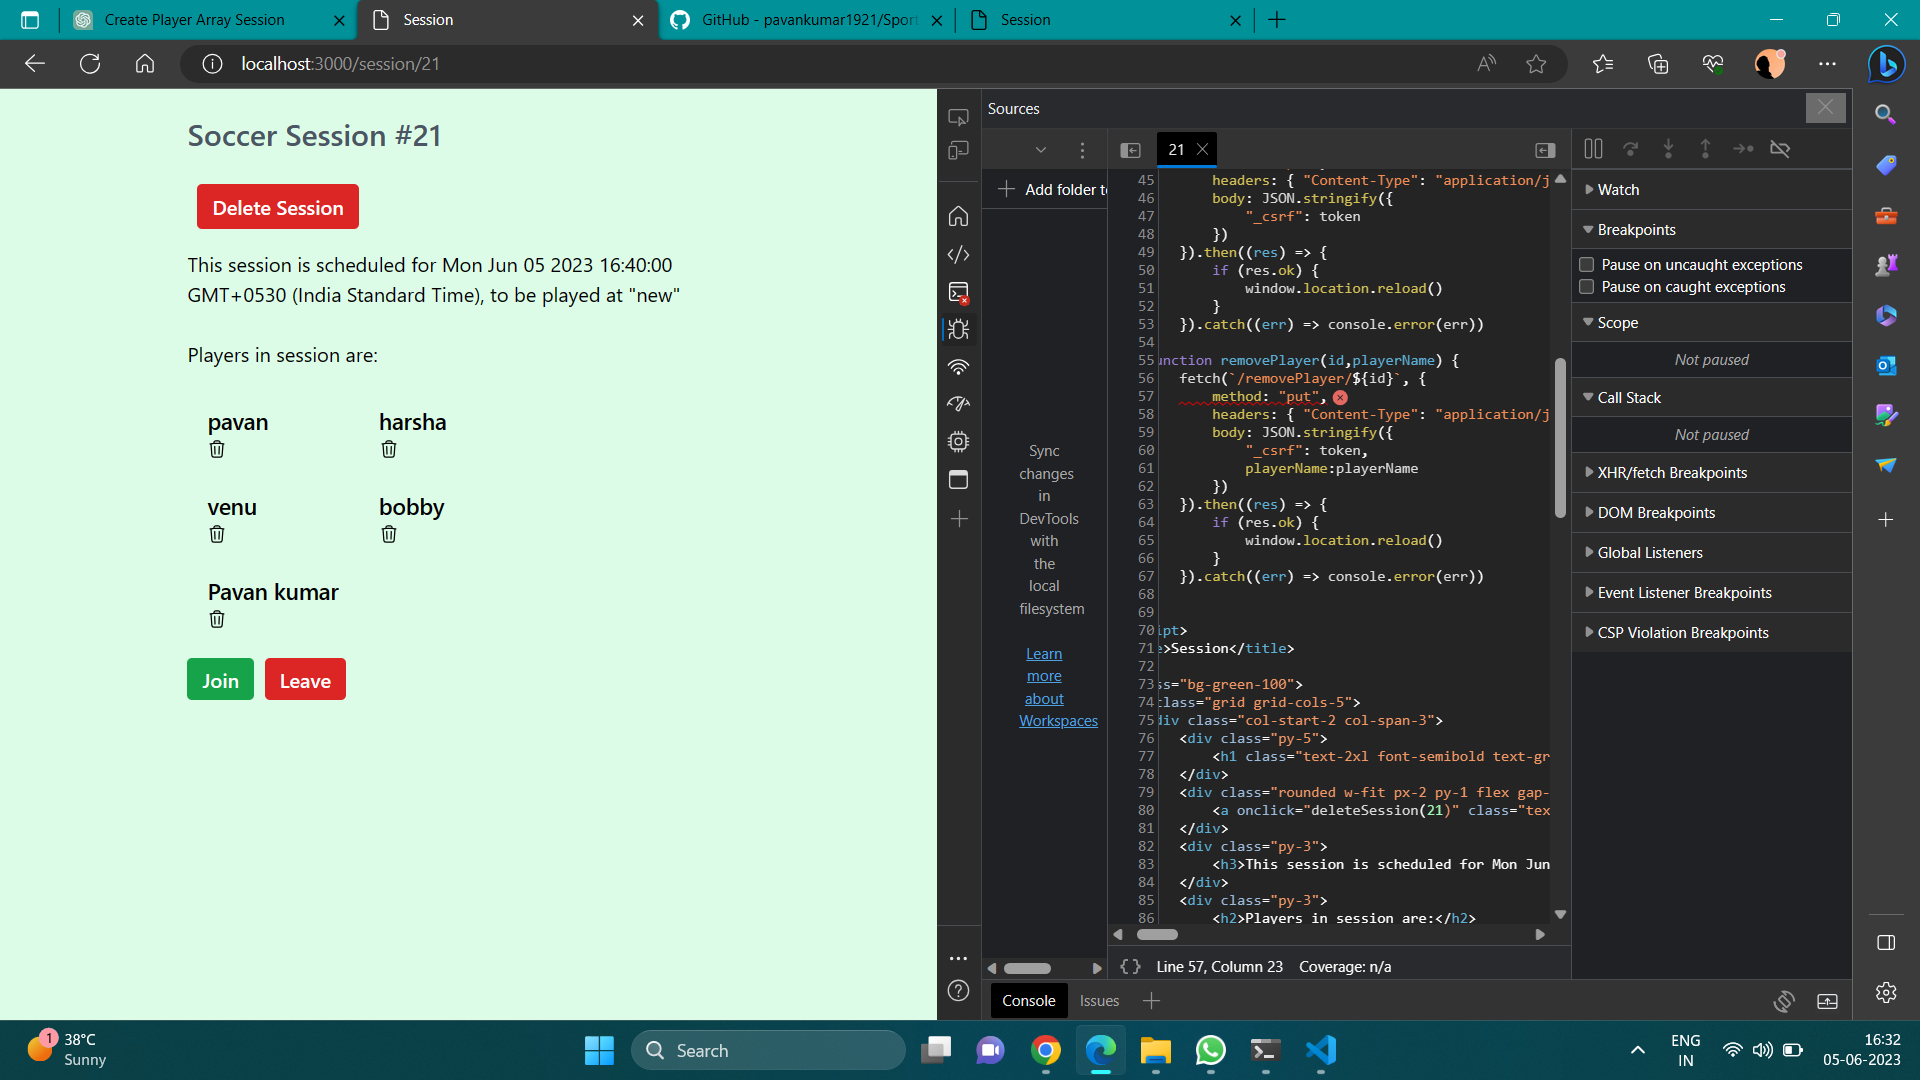 Create Player Array Session
Session
GitHub - pavankumar1921/Sport
Session
localhost:3000/session/21
Soccer Session #21
Delete Session
This session is scheduled for Mon Jun 05 2023 16:40:00
GMT+0530 (India Standard Time), to be played at "new"
Players in session are:
pavan
harsha
venu
bobby
Pavan kumar
Join
Leave
Sources
Add folder to
Sync
changes
in
DevTools
with
the
local
filesystem
Learn
more
about
Workspaces
21
45 headers: { "Content-Type": "application/j
46 body: JSON.stringify({
47 "_csrf": token
48 })
49 }).then((res) => {
50 if (res.ok) {
51 window.location.reload()
52 }
53 }).catch((err) => console.error(err))
54
55 unction removePlayer(id,playerName) {
56 fetch(`/removePlayer/${id}`, {
57 method: "put",
58 headers: { "Content-Type": "application/j
59 body: JSON.stringify({
60 "_csrf": token,
61 playerName:playerName
62 })
63 }).then((res) => {
64 if (res.ok) {
65 window.location.reload()
66 }
67 }).catch((err) => console.error(err))
68
69
70 ipt>
71 e>Session</title>
72
73 ss="bg-green-100">
74 class="grid grid-cols-5">
75 div class="col-start-2 col-span-3">
76 <div class="py-5">
77 <h1 class="text-2xl font-semibold text-gr
78 </div>
79 <div class="rounded w-fit px-2 py-1 flex gap-
80 <a onclick="deleteSession(21)" class="tex
81 </div>
82 <div class="py-3">
83 <h3>This session is scheduled for Mon Jun
84 </div>
85 <div class="py-3">
86 <h2>Players in session are:</h2>
{ } Line 57, Column 23 Coverage: n/a
Watch
Breakpoints
Pause on uncaught exceptions
Pause on caught exceptions
Scope
Not paused
Call Stack
Not paused
XHR/fetch Breakpoints
DOM Breakpoints
Global Listeners
Event Listener Breakpoints
CSP Violation Breakpoints
Console
Issues
1
38°C
Sunny
Search
ENG
IN
16:32
05-06-2023